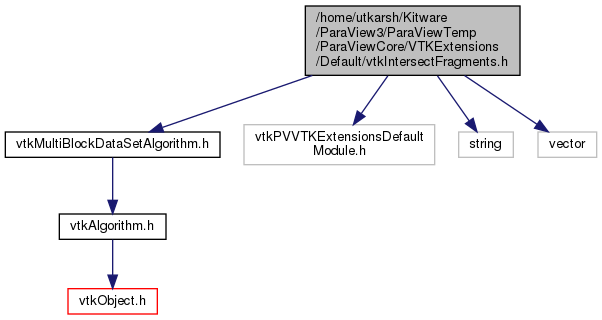 /home/utkarsh/Kitware
/ParaView3/ParaViewTemp
/ParaViewCore/VTKExtensions
/Default/vtkIntersectFragments.h
vtkMultiBlockDataSetAlgorithm.h
vtkPVVTKExtensionsDefault
Module.h
string
vector
vtkAlgorithm.h
vtkObject.h